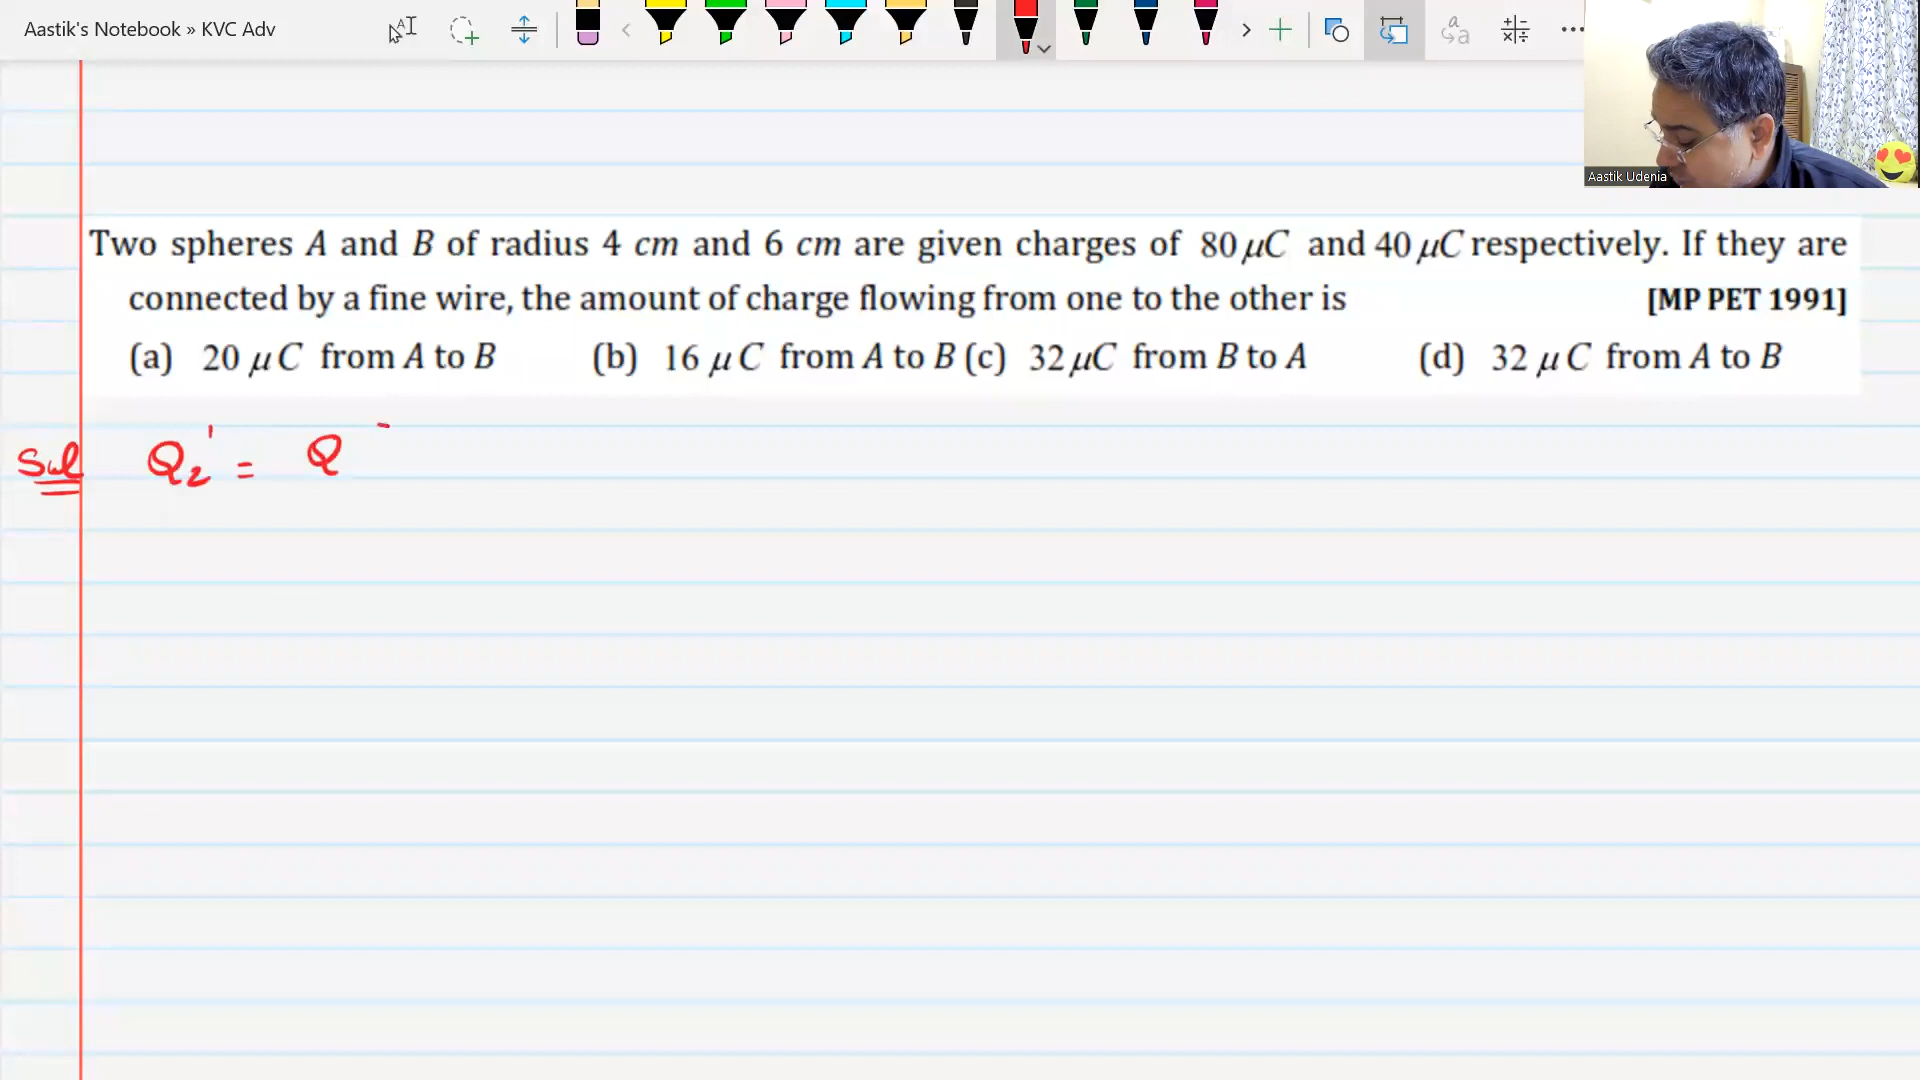 Aastik's Notebook » KVC Adv
Aastik Udenia
Two spheres A and B of radius 4 cm and 6 cm are given charges of 80 μC and 40 μC respectively. If they are
connected by a fine wire, the amount of charge flowing from one to the other is [MP PET 1991]
(a) 20 μC from A to B (b) 16 μC from A to B (c) 32 μC from B to A (d) 32 μC from A to B
Sol Q₂' = Q